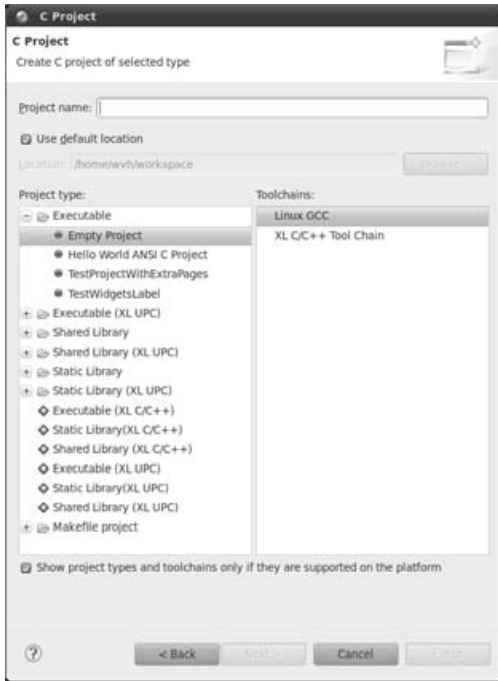 C Project
C Project
Create C project of selected type
Project name:
Use default location
Location: /home/wvh/workspace
Browse...
Project type:
Toolchains:
Executable
Empty Project
Hello World ANSI C Project
TestProjectWithExtraPages
TestWidgetsLabel
Executable (XL UPC)
Shared Library
Shared Library (XL UPC)
Static Library
Static Library (XL UPC)
Executable (XL C/C++)
Static Library(XL C/C++)
Shared Library (XL C/C++)
Executable (XL UPC)
Static Library(XL UPC)
Shared Library (XL UPC)
Makefile project
Linux GCC
XL C/C++ Tool Chain
Show project types and toolchains only if they are supported on the platform
?
< Back
Next >
Cancel
Finish